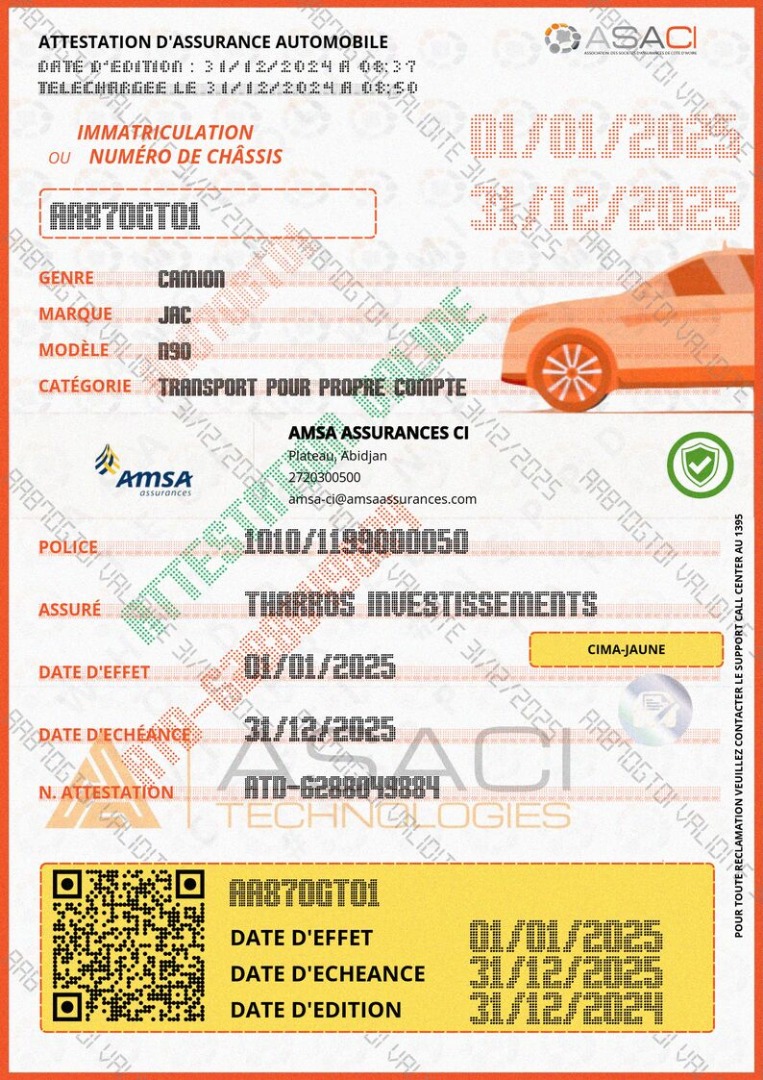 ATTESTATION D'ASSURANCE AUTOMOBILE
DATE D'EDITION : 31/12/2024 A 08:37
TELECHARGEE LE 31/12/2024 A 08:50
ASACI
ASSOCIATION DES SOCIETES D'ASSURANCES DE COTE D'IVOIRE
IMMATRICULATION
OU NUMÉRO DE CHÂSSIS
01/01/2025
31/12/2025
AA870GT01
GENRE CAMION
MARQUE JAC
MODÈLE N90
CATÉGORIE TRANSPORT POUR PROPRE COMPTE
AMSA
assurances
AMSA ASSURANCES CI
Plateau, Abidjan
2720300500
amsa-ci@amsaassurances.com
POLICE 1010/1199000050
ASSURÉ THARROS INVESTISSEMENTS
CIMA-JAUNE
DATE D'EFFET 01/01/2025
DATE D'ECHÉANCE 31/12/2025
N. ATTESTATION ATD-6288049884
ASACI
TECHNOLOGIES
ATTESTATION ONLINE
AA870GT01
ATD-6288049884
AA870GT01 VALIDITE 31/12/2025
POUR TOUTE RECLAMATION VEUILLEZ CONTACTER LE SUPPORT CALL CENTER AU 1395
AA870GT01
DATE D'EFFET 01/01/2025
DATE D'ECHEANCE 31/12/2025
DATE D'EDITION 31/12/2024